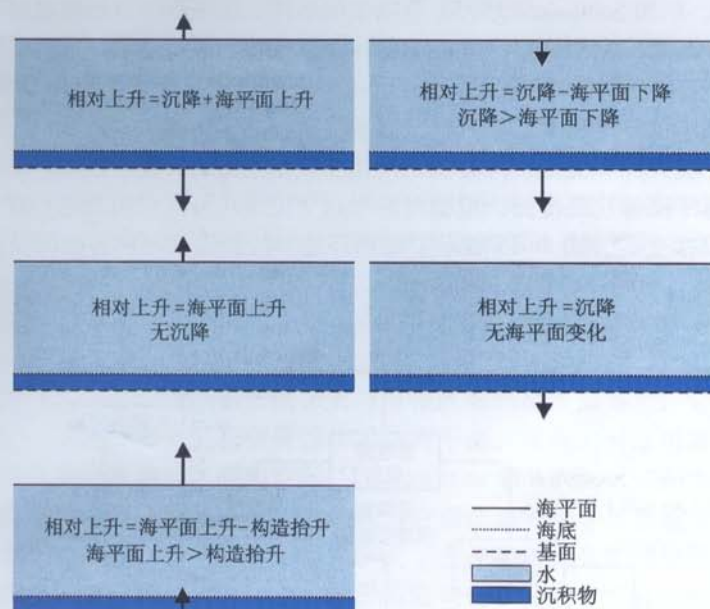 相对上升=沉降+海平面上升
相对上升=沉降-海平面下降
沉降>海平面下降
相对上升=海平面上升
无沉降
相对上升=沉降
无海平面变化
相对上升=海平面上升-构造抬升
海平面上升>构造抬升
海平面
海底
基面
水
沉积物